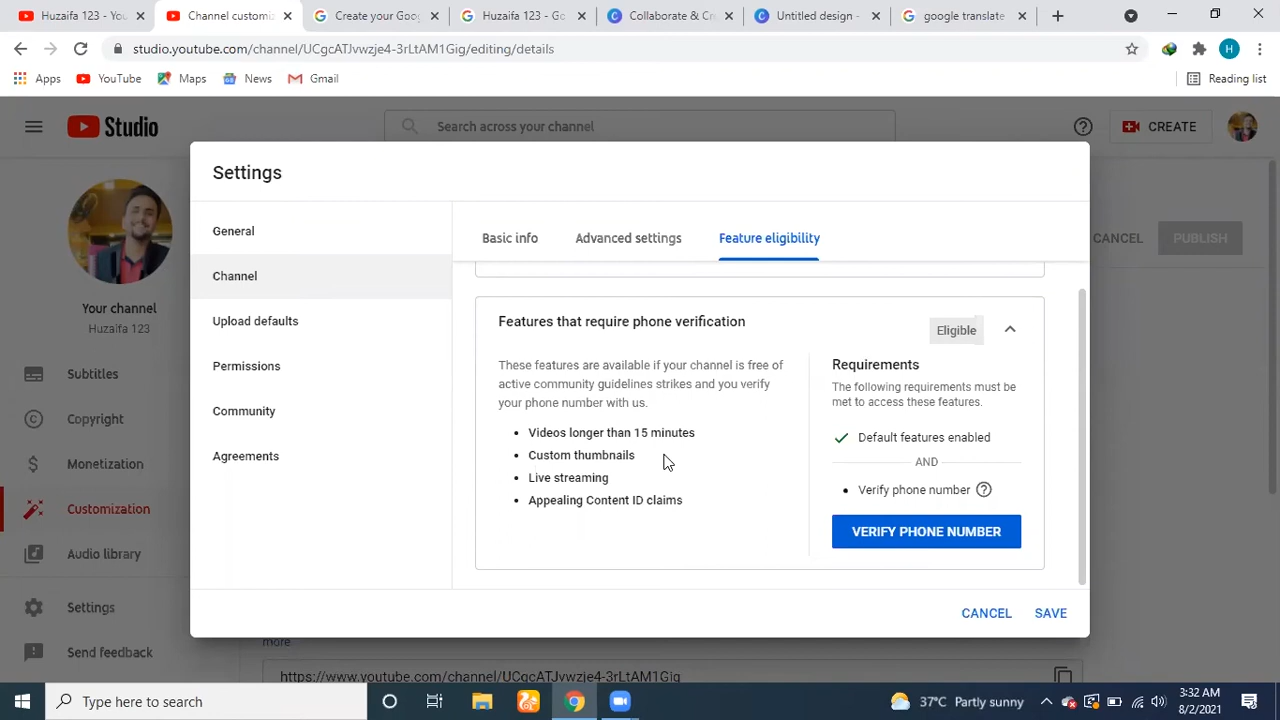 Huzaifa 123 - You
Channel customiz
Create your Goog
Huzaifa 123 - Go
Collaborate & Cr
Untitled design -
google translate
studio.youtube.com/channel/UCgcATJvwzje4-3rLtAM1Gig/editing/details
H
Apps
YouTube
Maps
News
Gmail
Reading list
Studio
Search across your channel
CREATE
Settings
Your channel
Huzaifa 123
General
Channel
Upload defaults
Permissions
Community
Agreements
Basic info
Advanced settings
Feature eligibility
CANCEL
PUBLISH
Features that require phone verification
Eligible
These features are available if your channel is free of
active community guidelines strikes and you verify
your phone number with us.
• Videos longer than 15 minutes
• Custom thumbnails
• Live streaming
• Appealing Content ID claims
Requirements
The following requirements must be
met to access these features.
Default features enabled
AND
• Verify phone number
VERIFY PHONE NUMBER
Subtitles
Copyright
Monetization
Customization
Audio library
Settings
Send feedback
CANCEL
SAVE
more
https://www.youtube.com/channel/UCgcATJvwzje4-3rLtAM1Gig
Type here to search
37°C Partly sunny
3:32 AM
8/2/2021